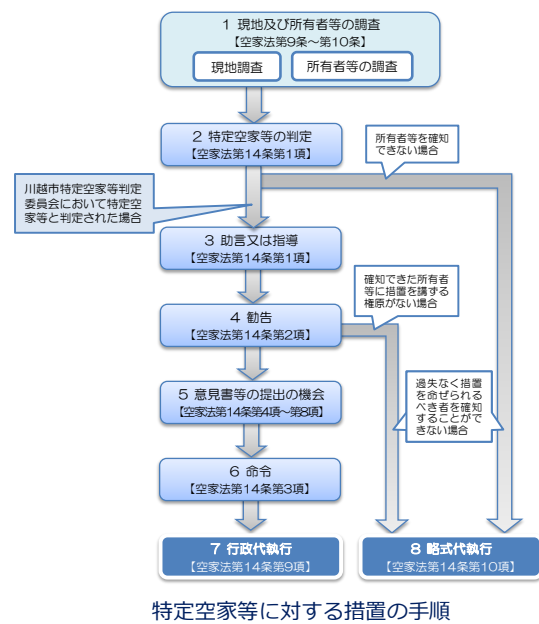 1 現地及び所有者等の調査
【空家法第9条～第10条】
現地調査
所有者等の調査
2 特定空家等の判定
【空家法第14条第1項】
所有者等を確知
できない場合
川越市特定空家等判定
委員会において特定空
家等と判定された場合
3 助言又は指導
【空家法第14条第1項】
確知できた所有者
等に措置を講ずる
権原がない場合
4 勧告
【空家法第14条第2項】
5 意見書等の提出の機会
【空家法第14条第4項～第8項】
過失なく措置
を命ぜられる
べき者を確知
することがで
きない場合
6 命令
【空家法第14条第3項】
7 行政代執行
【空家法第14条第9項】
8 略式代執行
【空家法第14条第10項】
特定空家等に対する措置の手順